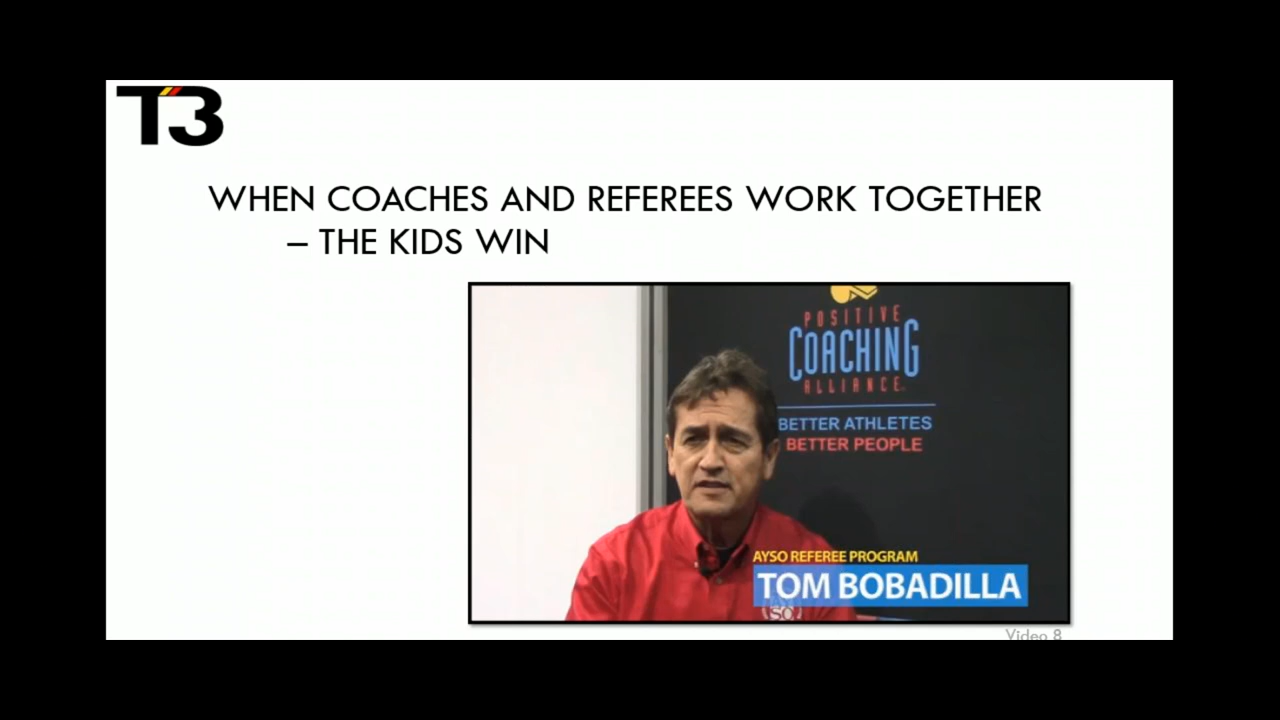 T3
WHEN COACHES AND REFEREES WORK TOGETHER
– THE KIDS WIN
POSITIVE
COACHING
ALLIANCE
BETTER ATHLETES
BETTER PEOPLE
AYSO REFEREE PROGRAM
TOM BOBADILLA
Video 8